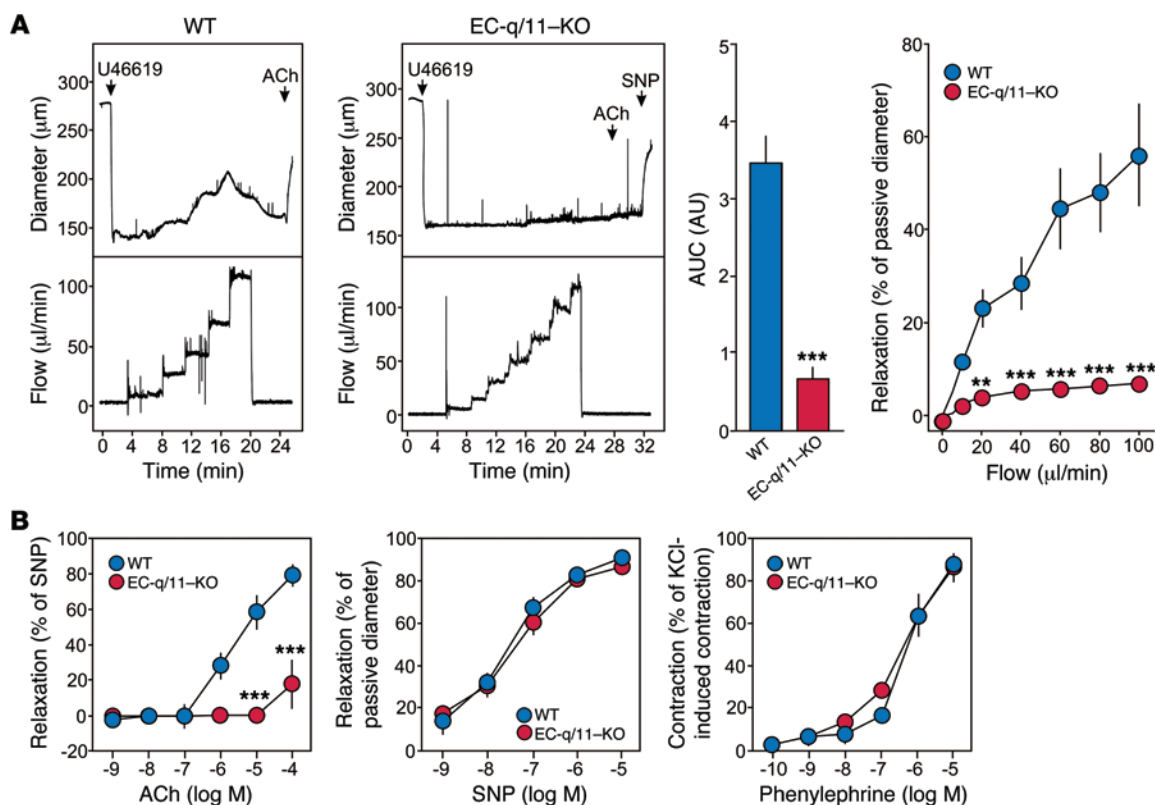 A
WT
EC-q/11–KO
U46619
ACh
300
250
200
150
Diameter (μm)
100
50
0
Flow (μl/min)
0 4 8 12 16 20 24
Time (min)
U46619
SNP
ACh
300
250
200
150
Diameter (μm)
100
50
0
Flow (μl/min)
0 4 8 12 16 20 24 28 32
Time (min)
5
4
3
2
1
0
AUC (AU)
***
WT
EC-q/11–KO
80
60
40
20
0
Relaxation (% of passive diameter)
WT
EC-q/11–KO
** *** *** *** ***
0 20 40 60 80 100
Flow (μl/min)
B
100
80
60
40
20
0
-20
Relaxation (% of SNP)
WT
EC-q/11–KO
***
***
-9 -8 -7 -6 -5 -4
ACh (log M)
100
80
60
40
20
0
Relaxation (% of
passive diameter)
WT
EC-q/11–KO
-9 -8 -7 -6 -5
SNP (log M)
100
80
60
40
20
0
Contraction (% of KCl-
induced contraction)
WT
EC-q/11–KO
-10 -9 -8 -7 -6 -5
Phenylephrine (log M)